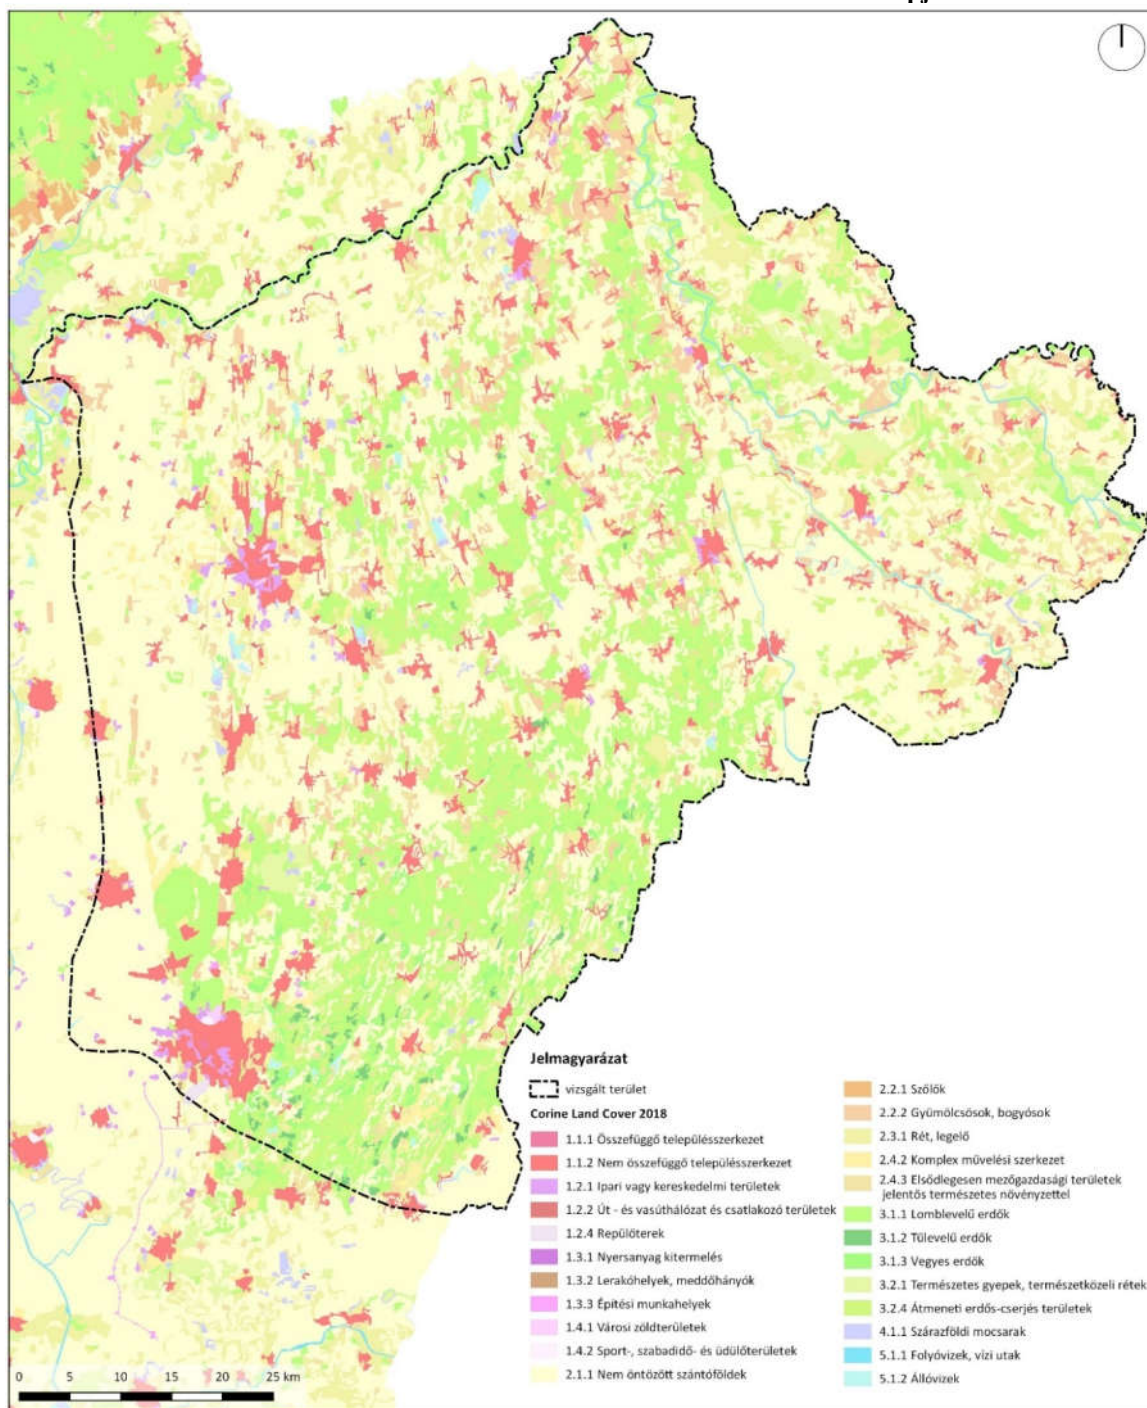 Jelmagyarázat
vizsgált terület
Corine Land Cover 2018
1.1.1 Összefüggő településszerkezet
1.1.2 Nem összefüggő településszerkezet
1.2.1 Ipari vagy kereskedelmi területek
1.2.2 Út - és vasúthálózat és csatlakozó területek
1.2.4 Repülőterek
1.3.1 Nyersanyag kitermelés
1.3.2 Lerakóhelyek, meddőhányók
1.3.3 Építési munkahelyek
1.4.1 Városi zöldterületek
1.4.2 Sport-, szabadidő- és üdülőterületek
2.1.1 Nem öntözött szántóföldek
2.2.1 Szőlők
2.2.2 Gyümölcsösok, bogyósok
2.3.1 Rét, legelő
2.4.2 Komplex művelési szerkezet
2.4.3 Elsődlegesen mezőgazdasági területek
jelentős természetes növényzettel
3.1.1 Lomblevelű erdők
3.1.2 Tűlevelű erdők
3.1.3 Vegyes erdők
3.2.1 Természetes gyepek, természetközeli rétek
3.2.4 Átmeneti erdős-cserjés területek
4.1.1 Szárazföldi mocsarak
5.1.1 Folyóvizek, vízi utak
5.1.2 Állóvizek
0 5 10 15 20 25 km